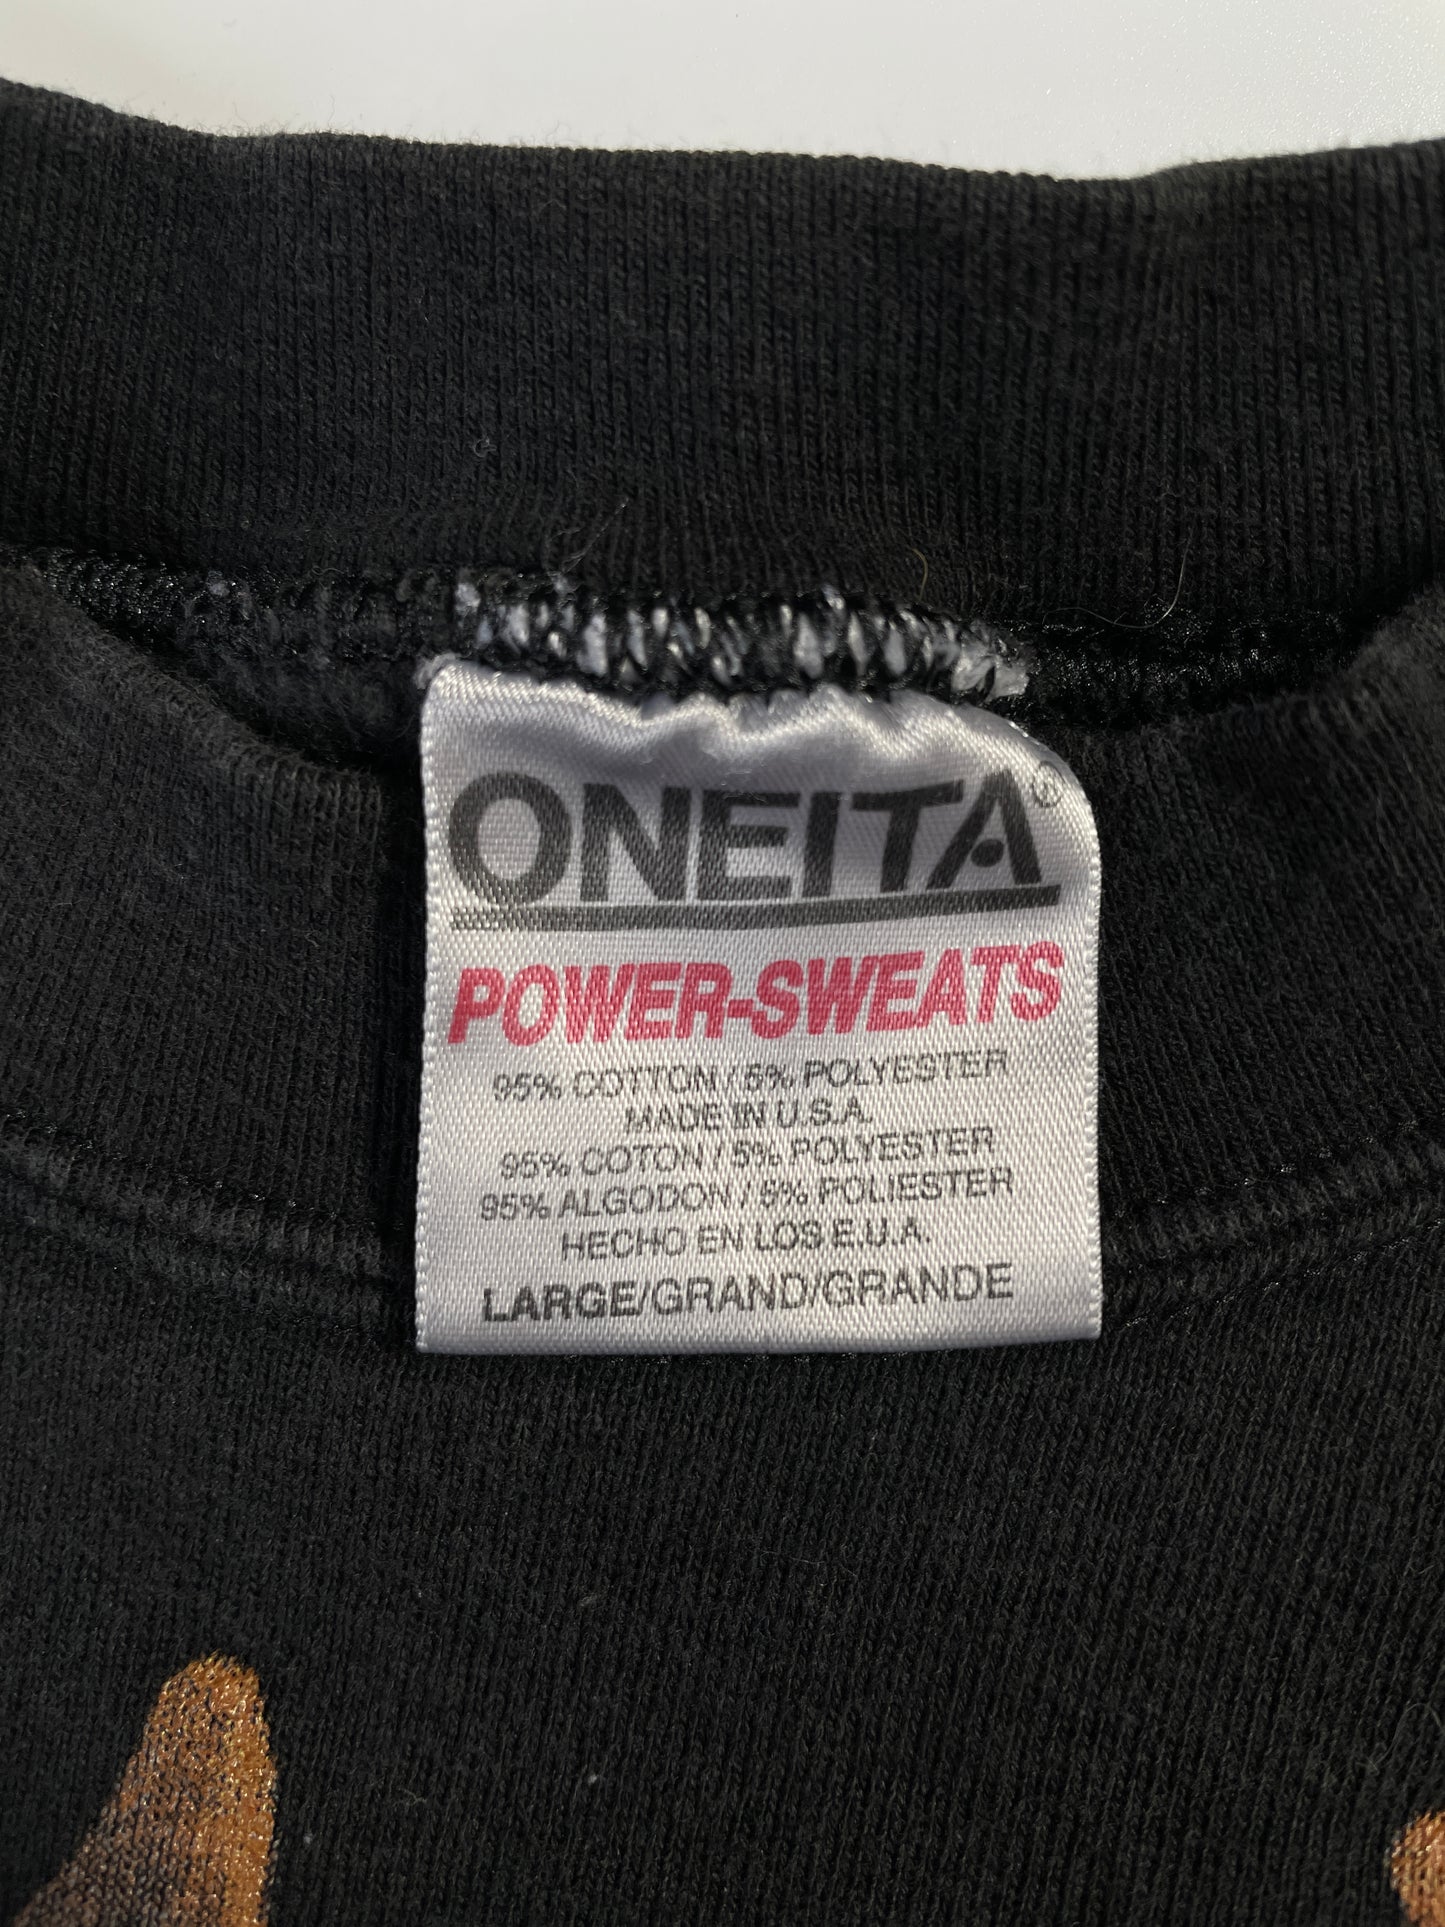 ONEITA®
POWER-SWEATS
95% COTTON / 5% POLYESTER
MADE IN U.S.A.
95% COTON / 5% POLYESTER
95% ALGODON / 5% POLIESTER
HECHO EN LOS E.U.A.
LARGE/GRAND/GRANDE